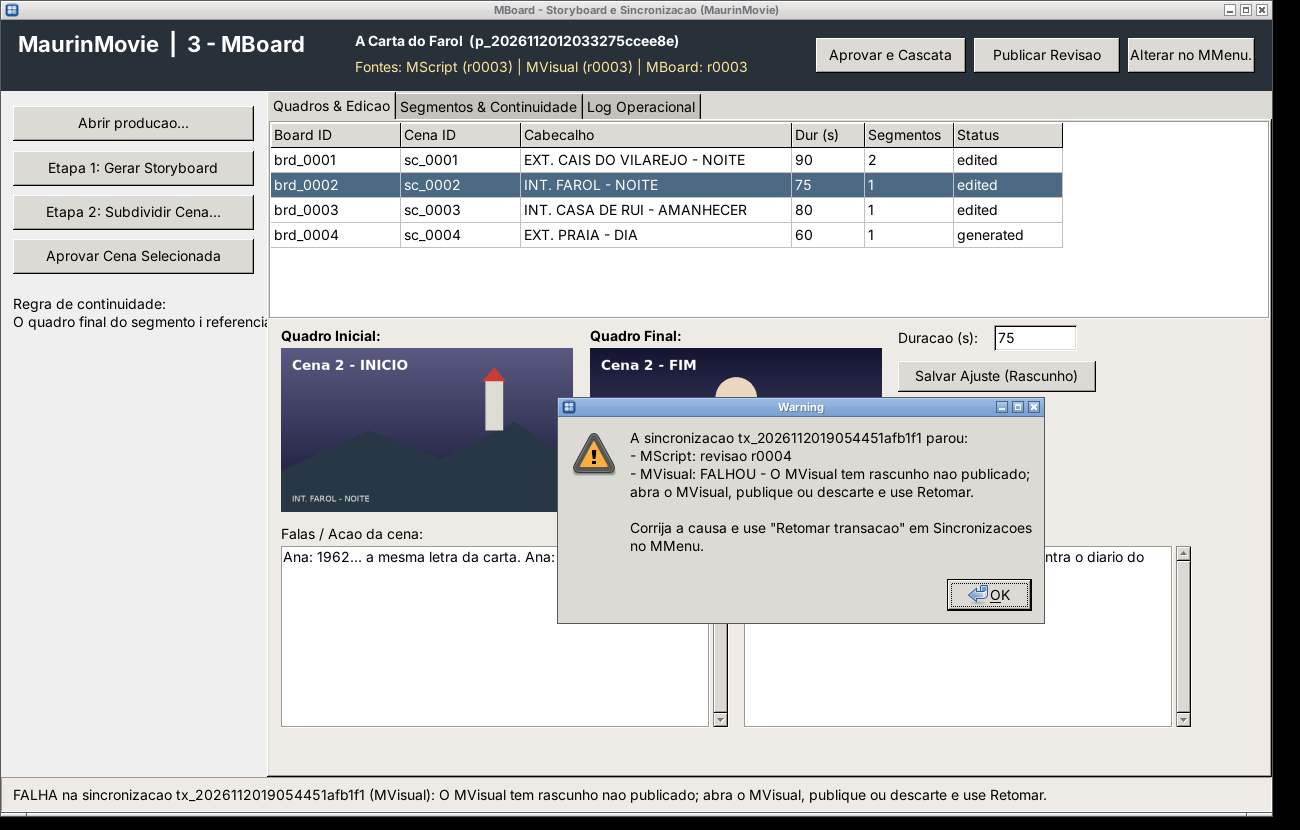 MBoard - Storyboard e Sincronizacao (MaurinMovie)
MaurinMovie | 3 - MBoard
A Carta do Farol (p_2026112012033275ccee8e)
Fontes: MScript (r0003) | MVisual (r0003) | MBoard: r0003
Aprovar e Cascata
Publicar Revisao
Alterar no MMenu.
Abrir producao...
Etapa 1: Gerar Storyboard
Etapa 2: Subdividir Cena...
Aprovar Cena Selecionada
Regra de continuidade:
O quadro final do segmento i referencia
Quadros & Edicao
Segmentos & Continuidade
Log Operacional
Board ID Cena ID Cabecalho Dur (s) Segmentos Status
brd_0001 sc_0001 EXT. CAIS DO VILAREJO - NOITE 90 2 edited
brd_0002 sc_0002 INT. FAROL - NOITE 75 1 edited
brd_0003 sc_0003 INT. CASA DE RUI - AMANHECER 80 1 edited
brd_0004 sc_0004 EXT. PRAIA - DIA 60 1 generated
Quadro Inicial:
Quadro Final:
Duracao (s): 75
Cena 2 - INICIO
Cena 2 - FIM
Salvar Ajuste (Rascunho)
INT. FAROL - NOITE
Warning
A sincronizacao tx_2026112019054451afb1f1 parou:
- MScript: revisao r0004
- MVisual: FALHOU - O MVisual tem rascunho nao publicado;
abra o MVisual, publique ou descarte e use Retomar.
Corrija a causa e use "Retomar transacao" em Sincronizacoes
no MMenu.
OK
Falas / Acao da cena:
Ana: 1962... a mesma letra da carta. Ana:
ntra o diario do
FALHA na sincronizacao tx_2026112019054451afb1f1 (MVisual): O MVisual tem rascunho nao publicado; abra o MVisual, publique ou descarte e use Retomar.